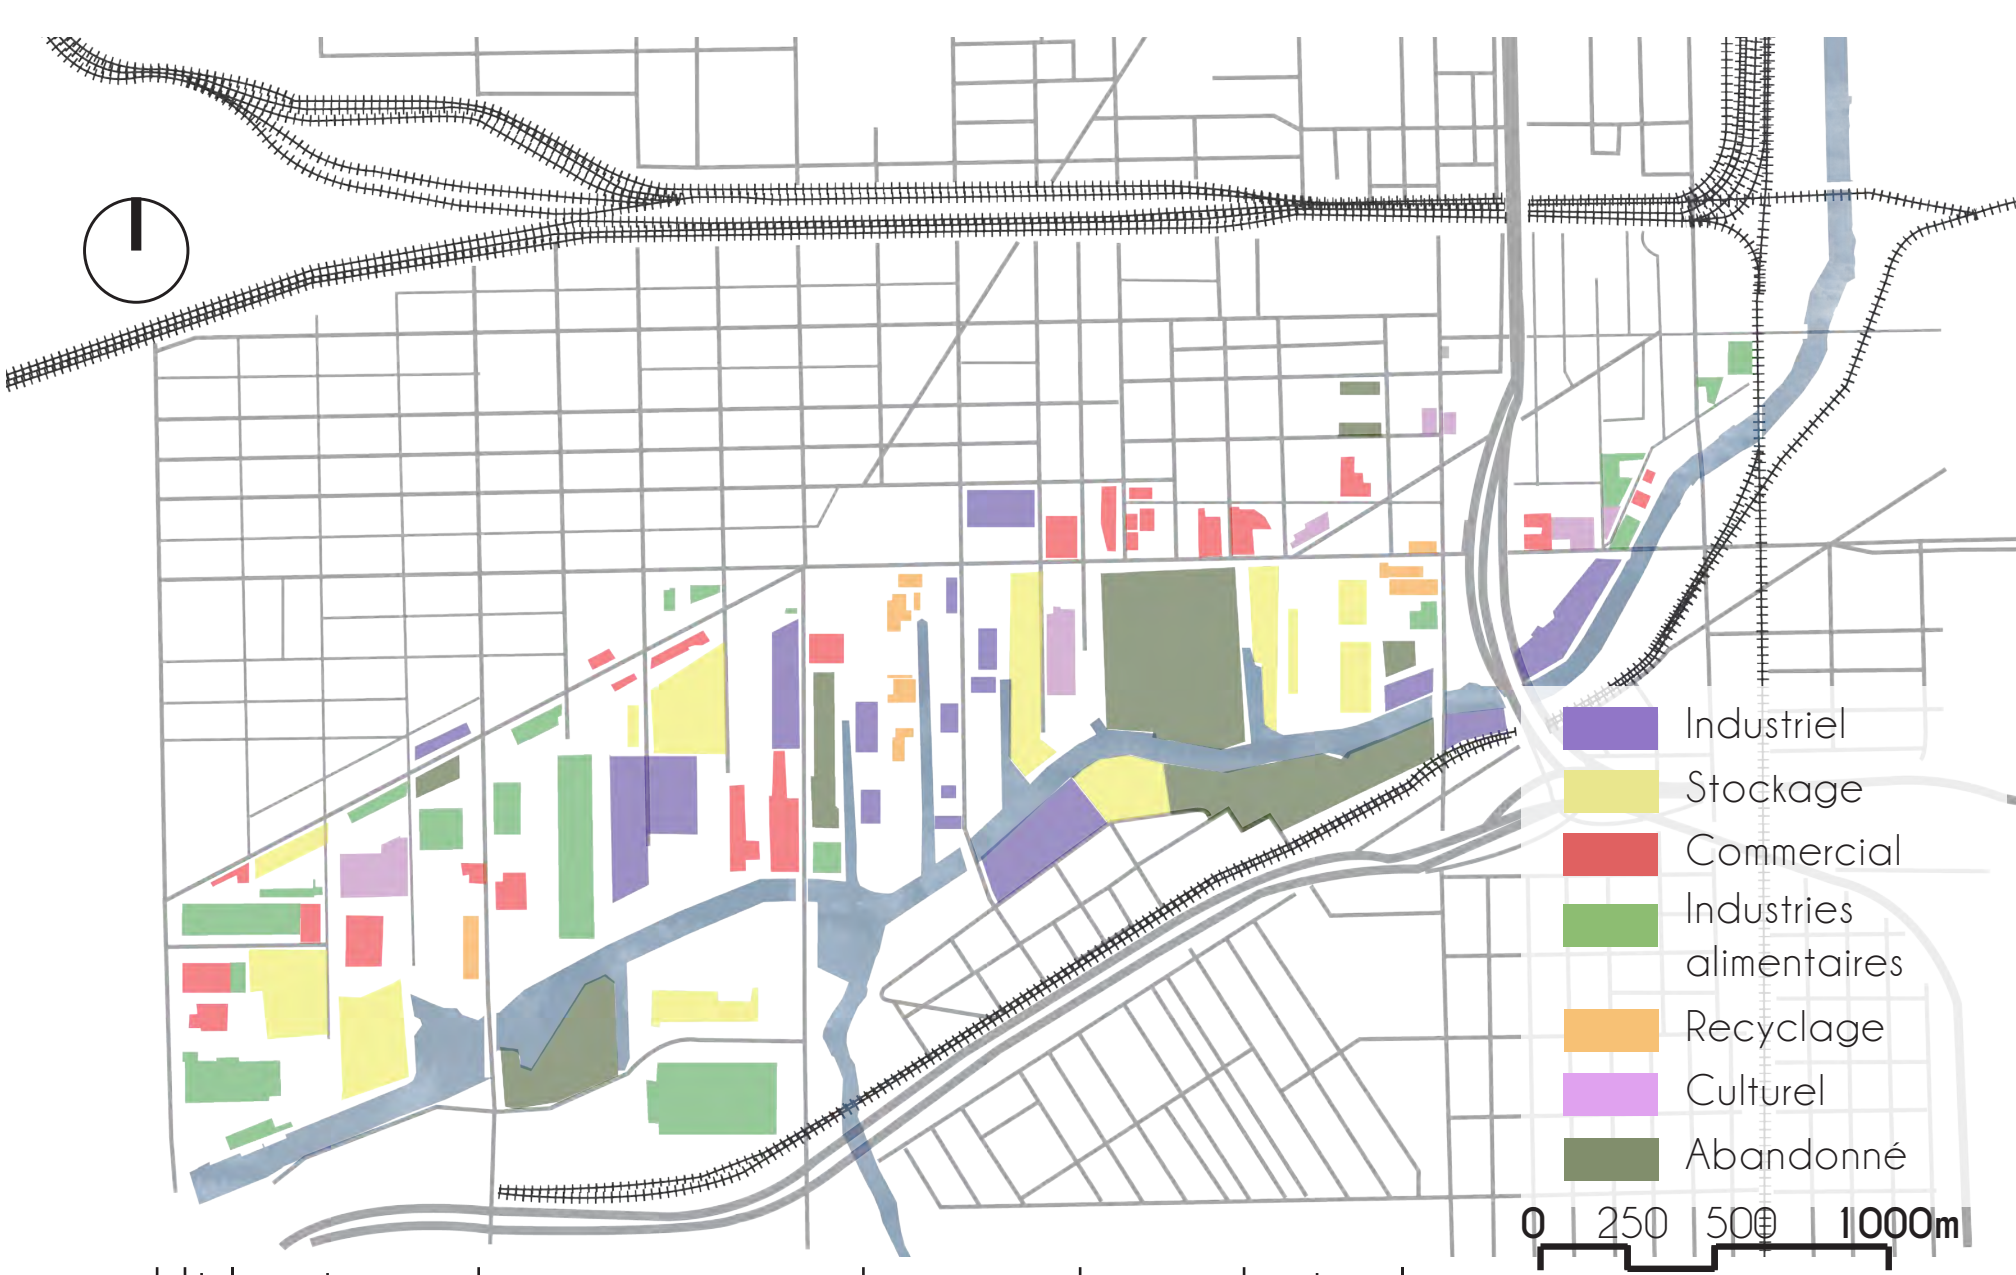 Industriel
Stockage
Commercial
Industries
alimentaires
Recyclage
Culturel
Abandonné
0 250 500 1000m